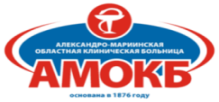 АЛЕКСАНДРО-МАРИИНСКАЯ
ОБЛАСТНАЯ КЛИНИЧЕСКАЯ БОЛЬНИЦА
АМОКБ
основана в 1876 году